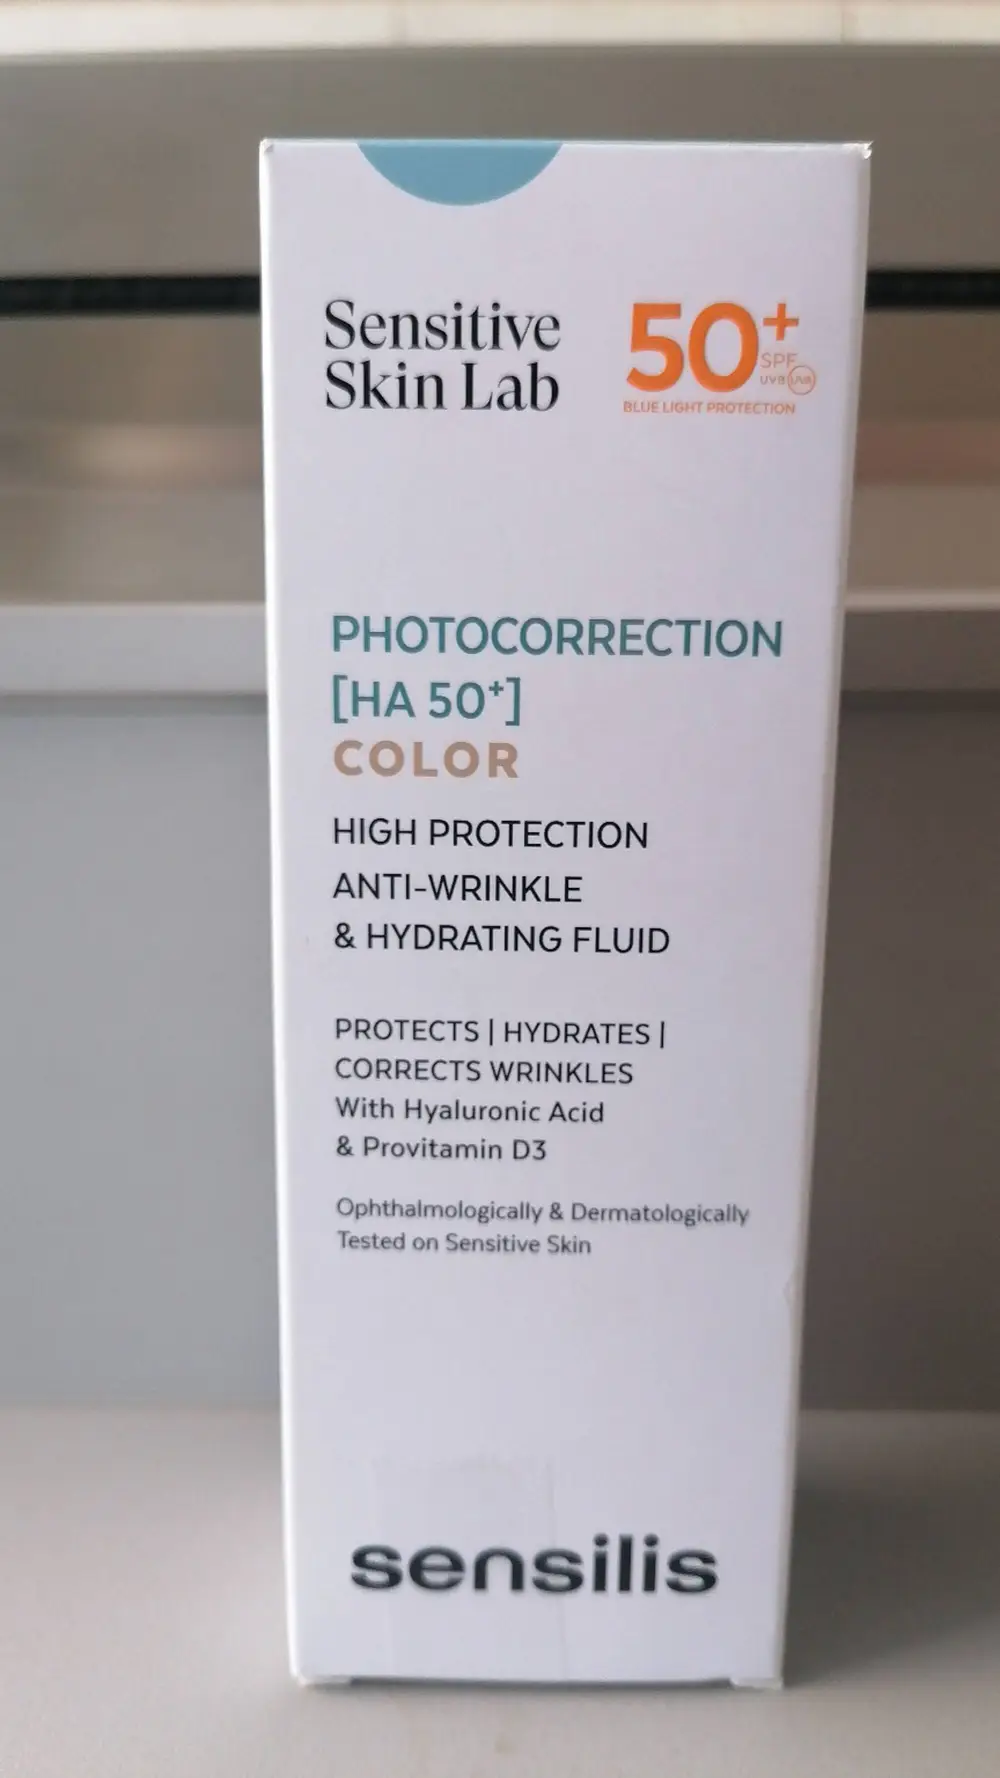 Sensitive
Skin Lab
50+
SPF
UVB UVA
BLUE LIGHT PROTECTION
PHOTOCORRECTION
[HA 50+]
COLOR
HIGH PROTECTION
ANTI-WRINKLE
& HYDRATING FLUID
PROTECTS | HYDRATES |
CORRECTS WRINKLES
With Hyaluronic Acid
& Provitamin D3
Ophthalmologically & Dermatologically
Tested on Sensitive Skin
sensilis